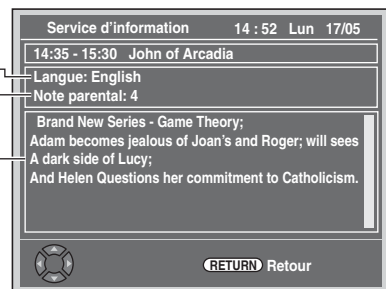 Service d'information 14 : 52 Lun 17/05
14:35 - 15:30 John of Arcadia
Langue: English
Note parental: 4
Brand New Series - Game Theory;
Adam becomes jealous of Joan's and Roger; will sees
A dark side of Lucy;
And Helen Questions her commitment to Catholicism.
RETURN Retour